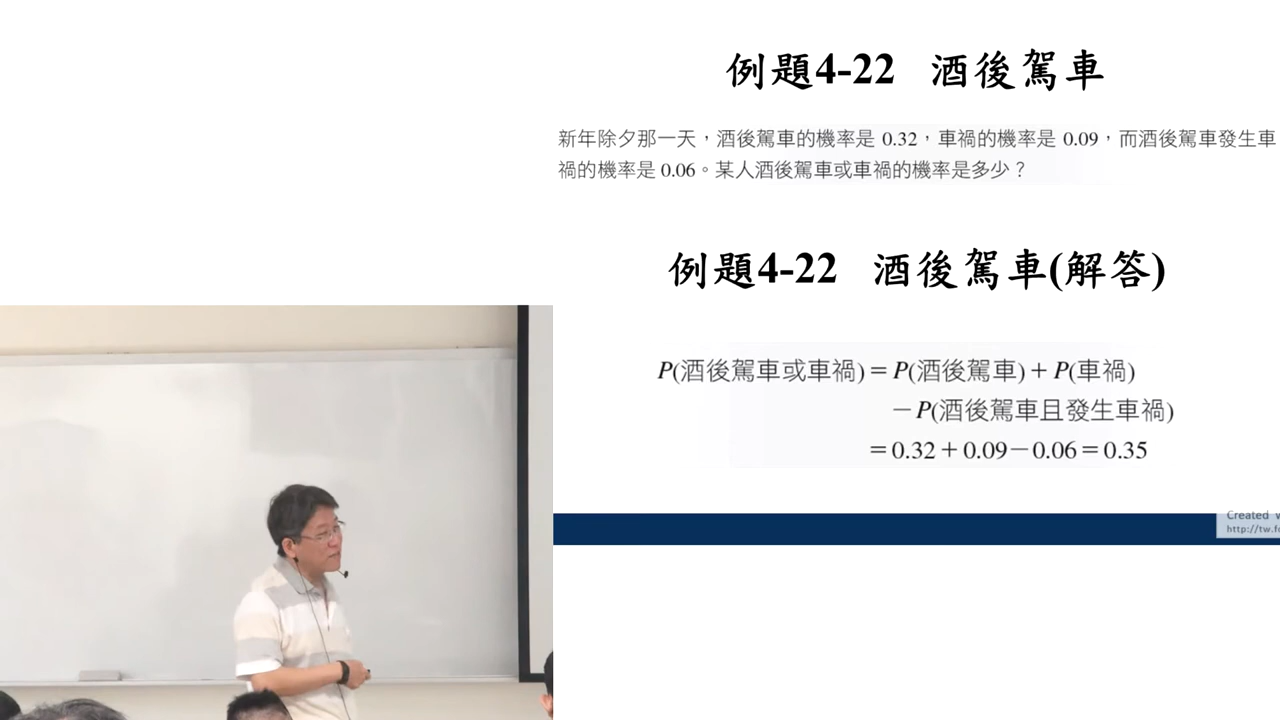 例題4-22 酒後駕車
新年除夕那一天，酒後駕車的機率是 0.32，車禍的機率是 0.09，而酒後駕車發生車
禍的機率是 0.06。某人酒後駕車或車禍的機率是多少？
例題4-22 酒後駕車(解答)
P(酒後駕車或車禍)＝P(酒後駕車)＋P(車禍)
－P(酒後駕車且發生車禍)
＝0.32＋0.09－0.06＝0.35
Created
http://tw.f